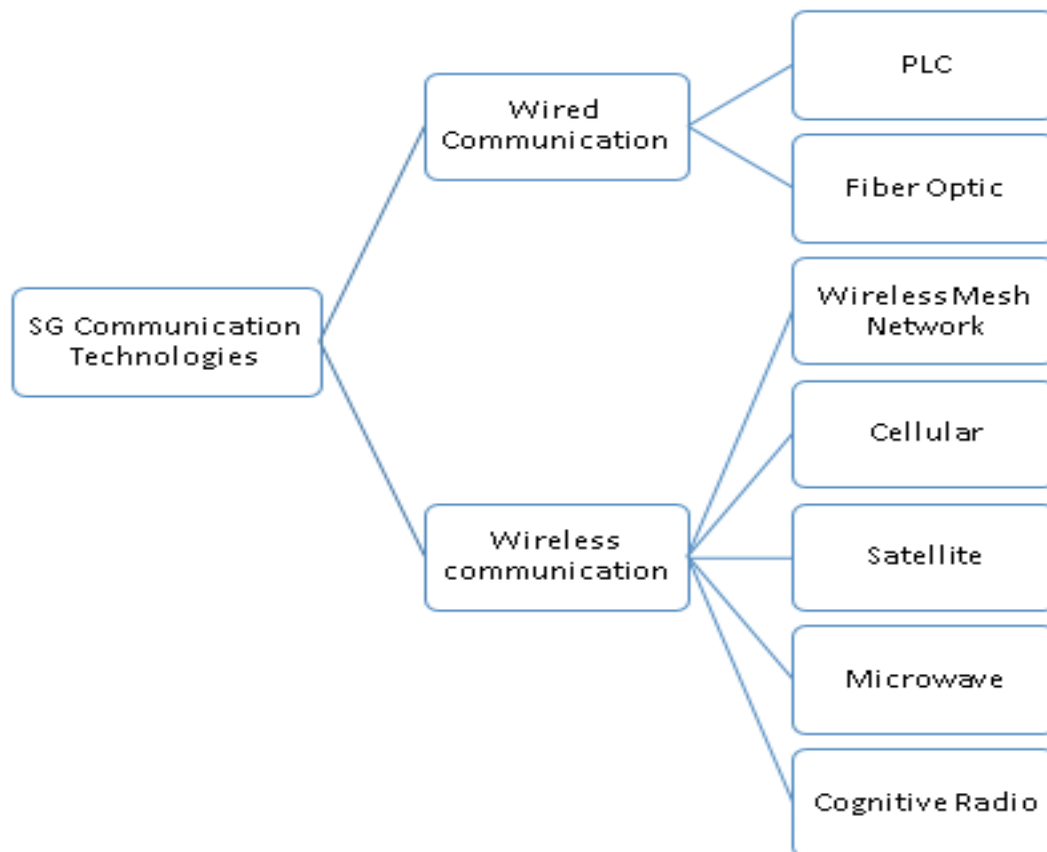 PLC
Wired
Communication
Fiber Optic
Wireless Mesh
Network
SG Communication
Technologies
Cellular
Wireless
communication
Satellite
Microwave
Cognitive Radio